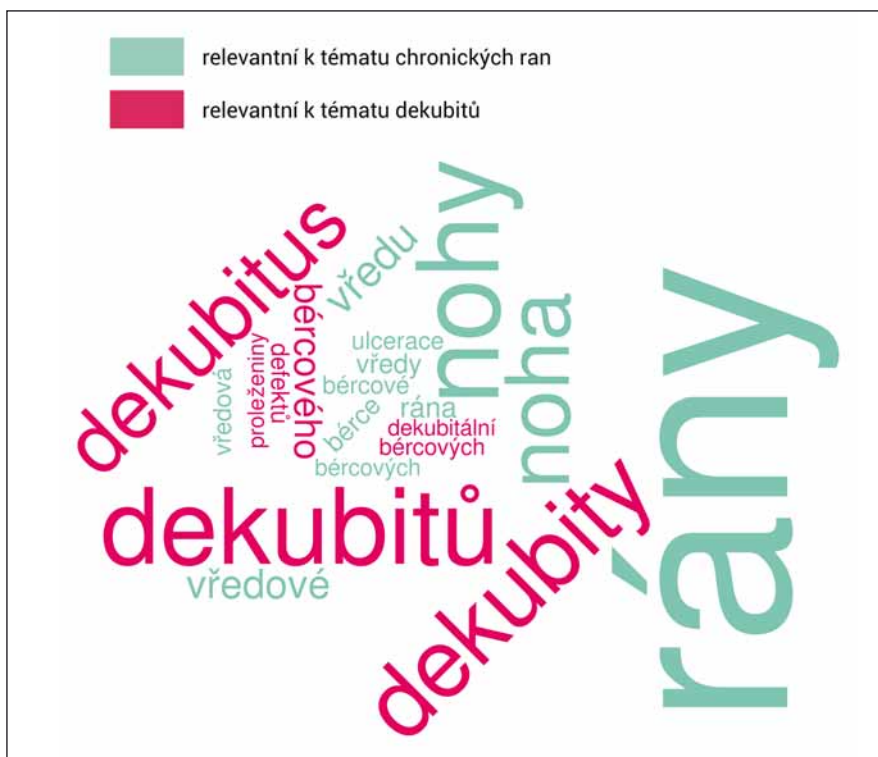 relevantní k tématu chronických ran
relevantní k tématu dekubitů
dekubitus
bércového
vředu
nohy
noha
rány
vředová
proleženiny
defektů
ulcerace
vředy
bércové
bérce
rána
dekubitální
bércových
bércových
dekubitů
vředové
dekubity